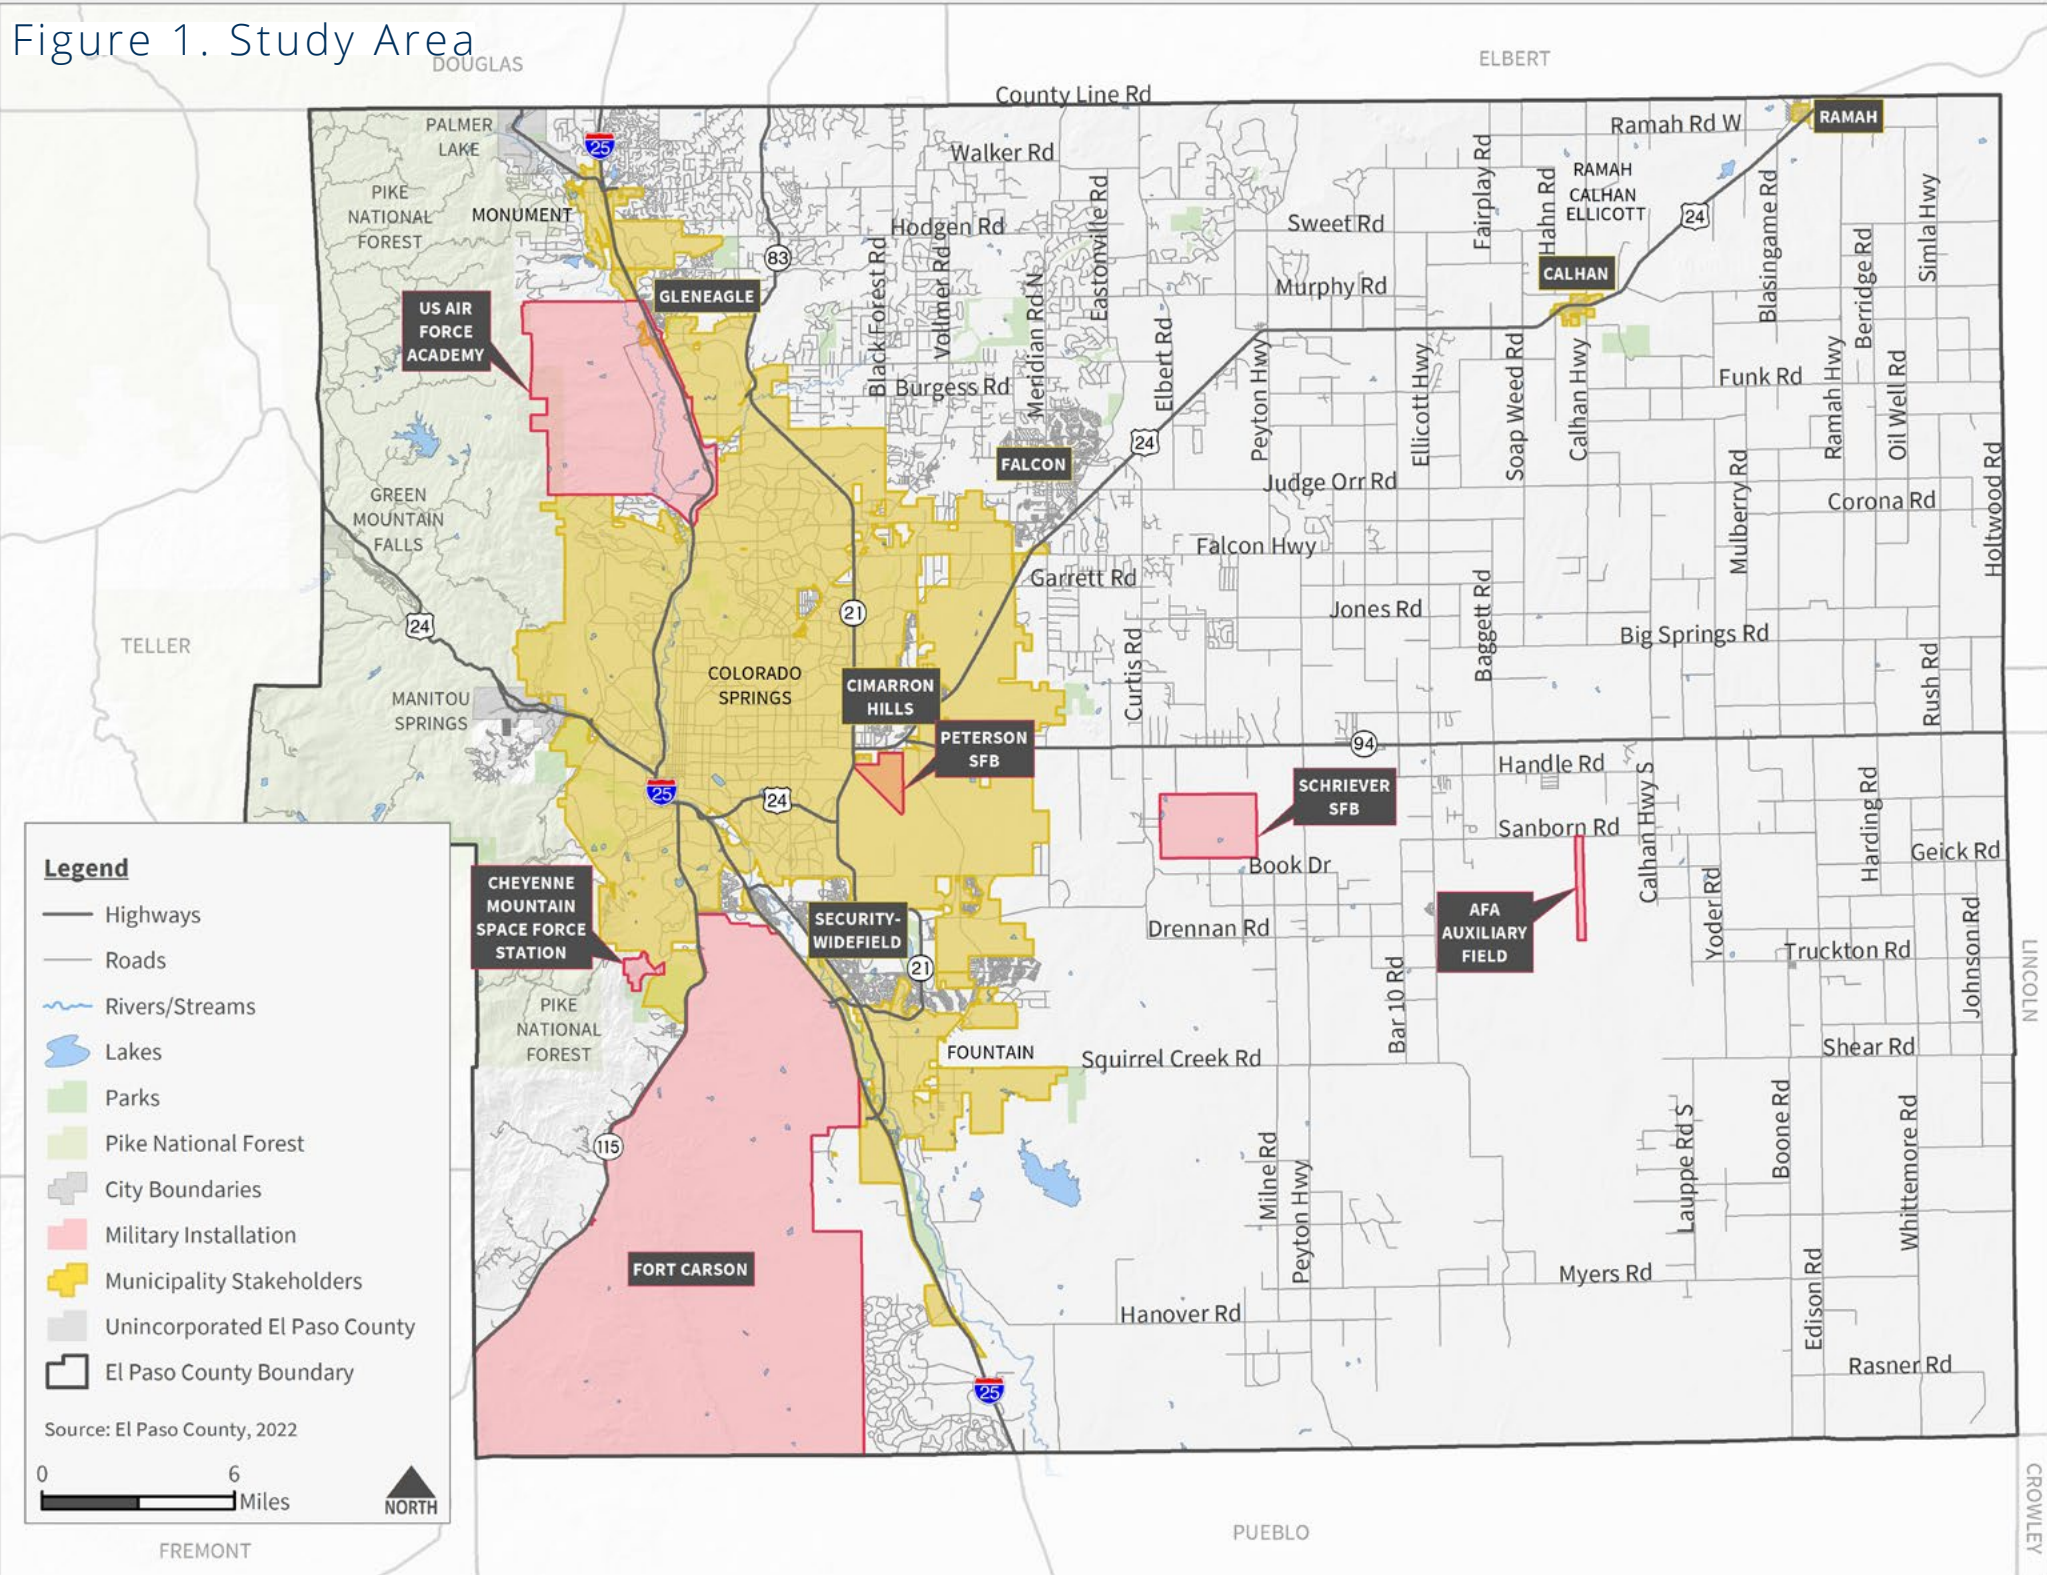 Figure 1. Study Area
DOUGLAS
ELBERT
County Line Rd
PALMER
LAKE
25
RAMAH
Ramah Rd W
Walker Rd
PIKE
NATIONAL
FOREST
MONUMENT
Hodgen Rd
Eastonville Rd
Sweet Rd
Fairplay Rd
Hahn Rd
RAMAH
CALHAN
ELLICOTT
24
Blasingame Rd
Berridge Rd
Simla Hwy
83
Black Forest Rd
Vollmer Rd
Meridian Rd N
Murphy Rd
CALHAN
GLENEAGLE
US AIR
FORCE
ACADEMY
Burgess Rd
Elbert Rd
Peyton Hwy
Ellicott Hwy
Soap Weed Rd
Calhan Hwy
Funk Rd
Ramah Hwy
Oil Well Rd
FALCON
24
Judge Orr Rd
Mulberry Rd
Corona Rd
Holtwood Rd
GREEN
MOUNTAIN
FALLS
Falcon Hwy
Garrett Rd
Jones Rd
Baggett Rd
Big Springs Rd
24
21
TELLER
Curtis Rd
Rush Rd
COLORADO
SPRINGS
CIMARRON
HILLS
MANITOU
SPRINGS
PETERSON
SFB
94
Handle Rd
Calhan Hwy S
Harding Rd
SCHRIEVER
SFB
25
24
Sanborn Rd
Geick Rd
Book Dr
CHEYENNE
MOUNTAIN
SPACE FORCE
STATION
SECURITY-
WIDEFIELD
Drennan Rd
AFA
AUXILIARY
FIELD
Yoder Rd
Truckton Rd
Johnson Rd
LINCOLN
21
Bar 10 Rd
PIKE
NATIONAL
FOREST
FOUNTAIN
Squirrel Creek Rd
Shear Rd
115
Milne Rd
Peyton Hwy
Lauppe Rd S
Boone Rd
Whittemore Rd
FORT CARSON
Myers Rd
Edison Rd
Hanover Rd
Rasner Rd
25
Legend
Highways
Roads
Rivers/Streams
Lakes
Parks
Pike National Forest
City Boundaries
Military Installation
Municipality Stakeholders
Unincorporated El Paso County
El Paso County Boundary
Source: El Paso County, 2022
0 6
Miles
NORTH
FREMONT
PUEBLO
CROWLEY